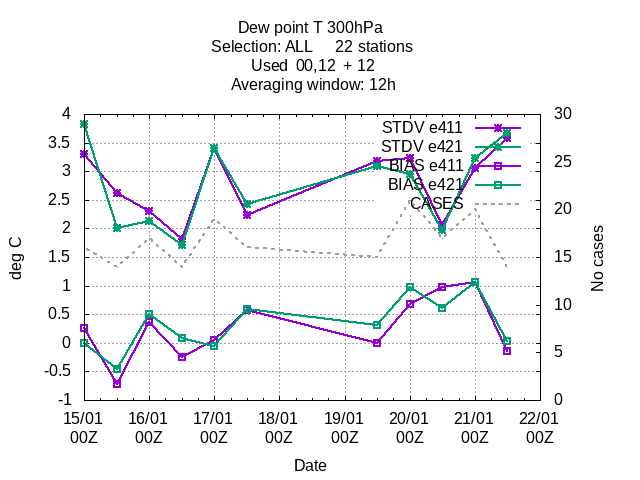 Dew point T 300hPa
Selection: ALL 22 stations
Used 00,12 + 12
Averaging window: 12h
STDV e411
STDV e421
BIAS e411
BIAS e421
CASES
4
3.5
3
2.5
2
1.5
1
0.5
0
-0.5
-1
30
25
20
15
10
5
0
deg C
No cases
15/01 16/01 17/01 18/01 19/01 20/01 21/01 22/01
00Z 00Z 00Z 00Z 00Z 00Z 00Z 00Z
Date